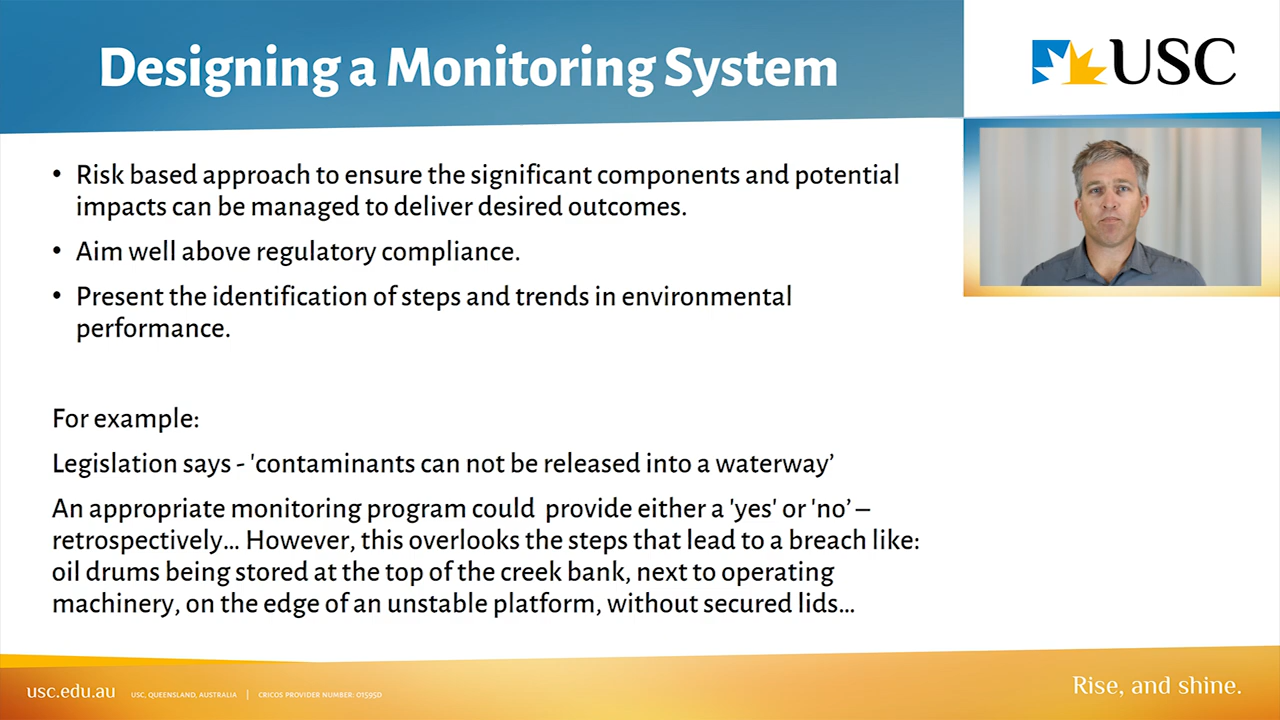 Designing a Monitoring System
USC
• Risk based approach to ensure the significant components and potential
impacts can be managed to deliver desired outcomes.
• Aim well above regulatory compliance.
• Present the identification of steps and trends in environmental
performance.
For example:
Legislation says - 'contaminants can not be released into a waterway’
An appropriate monitoring program could  provide either a 'yes' or 'no’ –
retrospectively... However, this overlooks the steps that lead to a breach like:
oil drums being stored at the top of the creek bank, next to operating
machinery, on the edge of an unstable platform, without secured lids...
usc.edu.au USC, QUEENSLAND, AUSTRALIA | CRICOS PROVIDER NUMBER: 01595D
Rise, and shine.